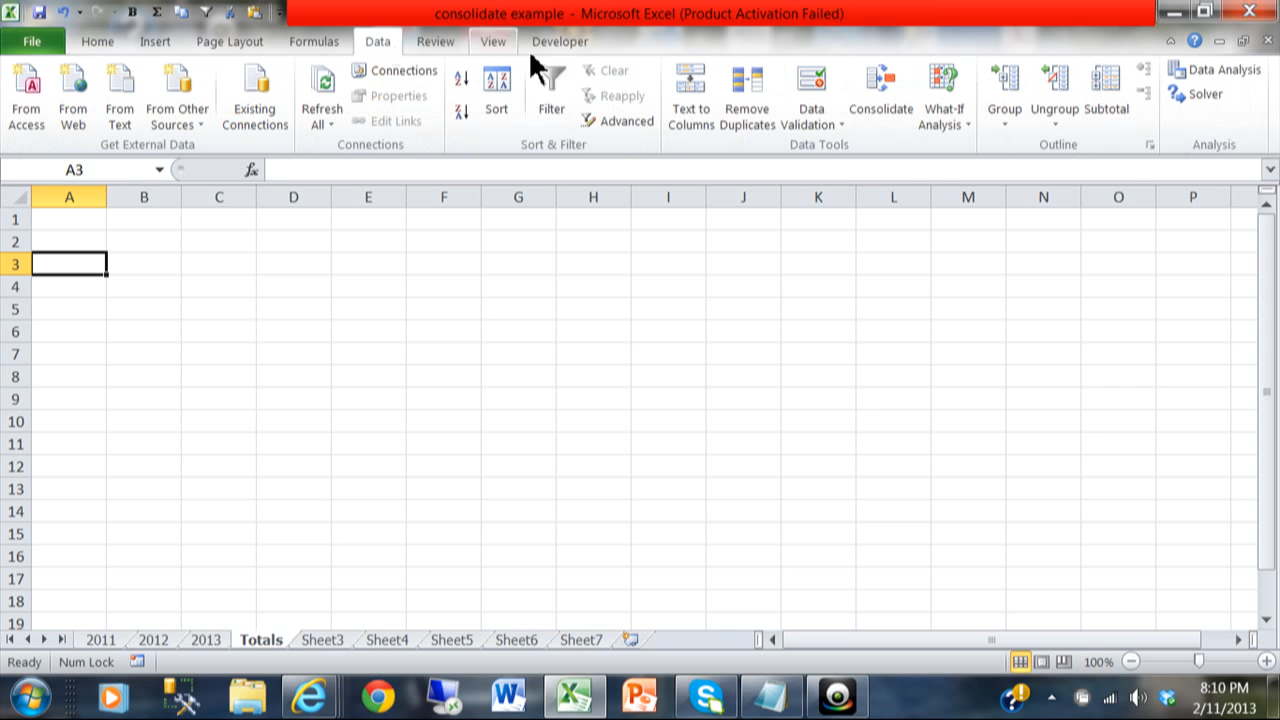 consolidate example - Microsoft Excel (Product Activation Failed)
File Home Insert Page Layout Formulas Data Review View Developer
From Access
From Web
From Text
From Other Sources
Existing Connections
Get External Data
Refresh All
Connections
Properties
Edit Links
Connections
Sort
Filter
Clear
Reapply
Advanced
Sort & Filter
Text to Columns
Remove Duplicates
Data Validation
Consolidate
What-If Analysis
Data Tools
Group
Ungroup
Subtotal
Outline
Data Analysis
Solver
Analysis
A3 fx
A B C D E F G H I J K L M N O P
1
2
3
4
5
6
7
8
9
10
11
12
13
14
15
16
17
18
19
2011 2012 2013 Totals Sheet3 Sheet4 Sheet5 Sheet6 Sheet7
Ready Num Lock 100%
8:10 PM
2/11/2013